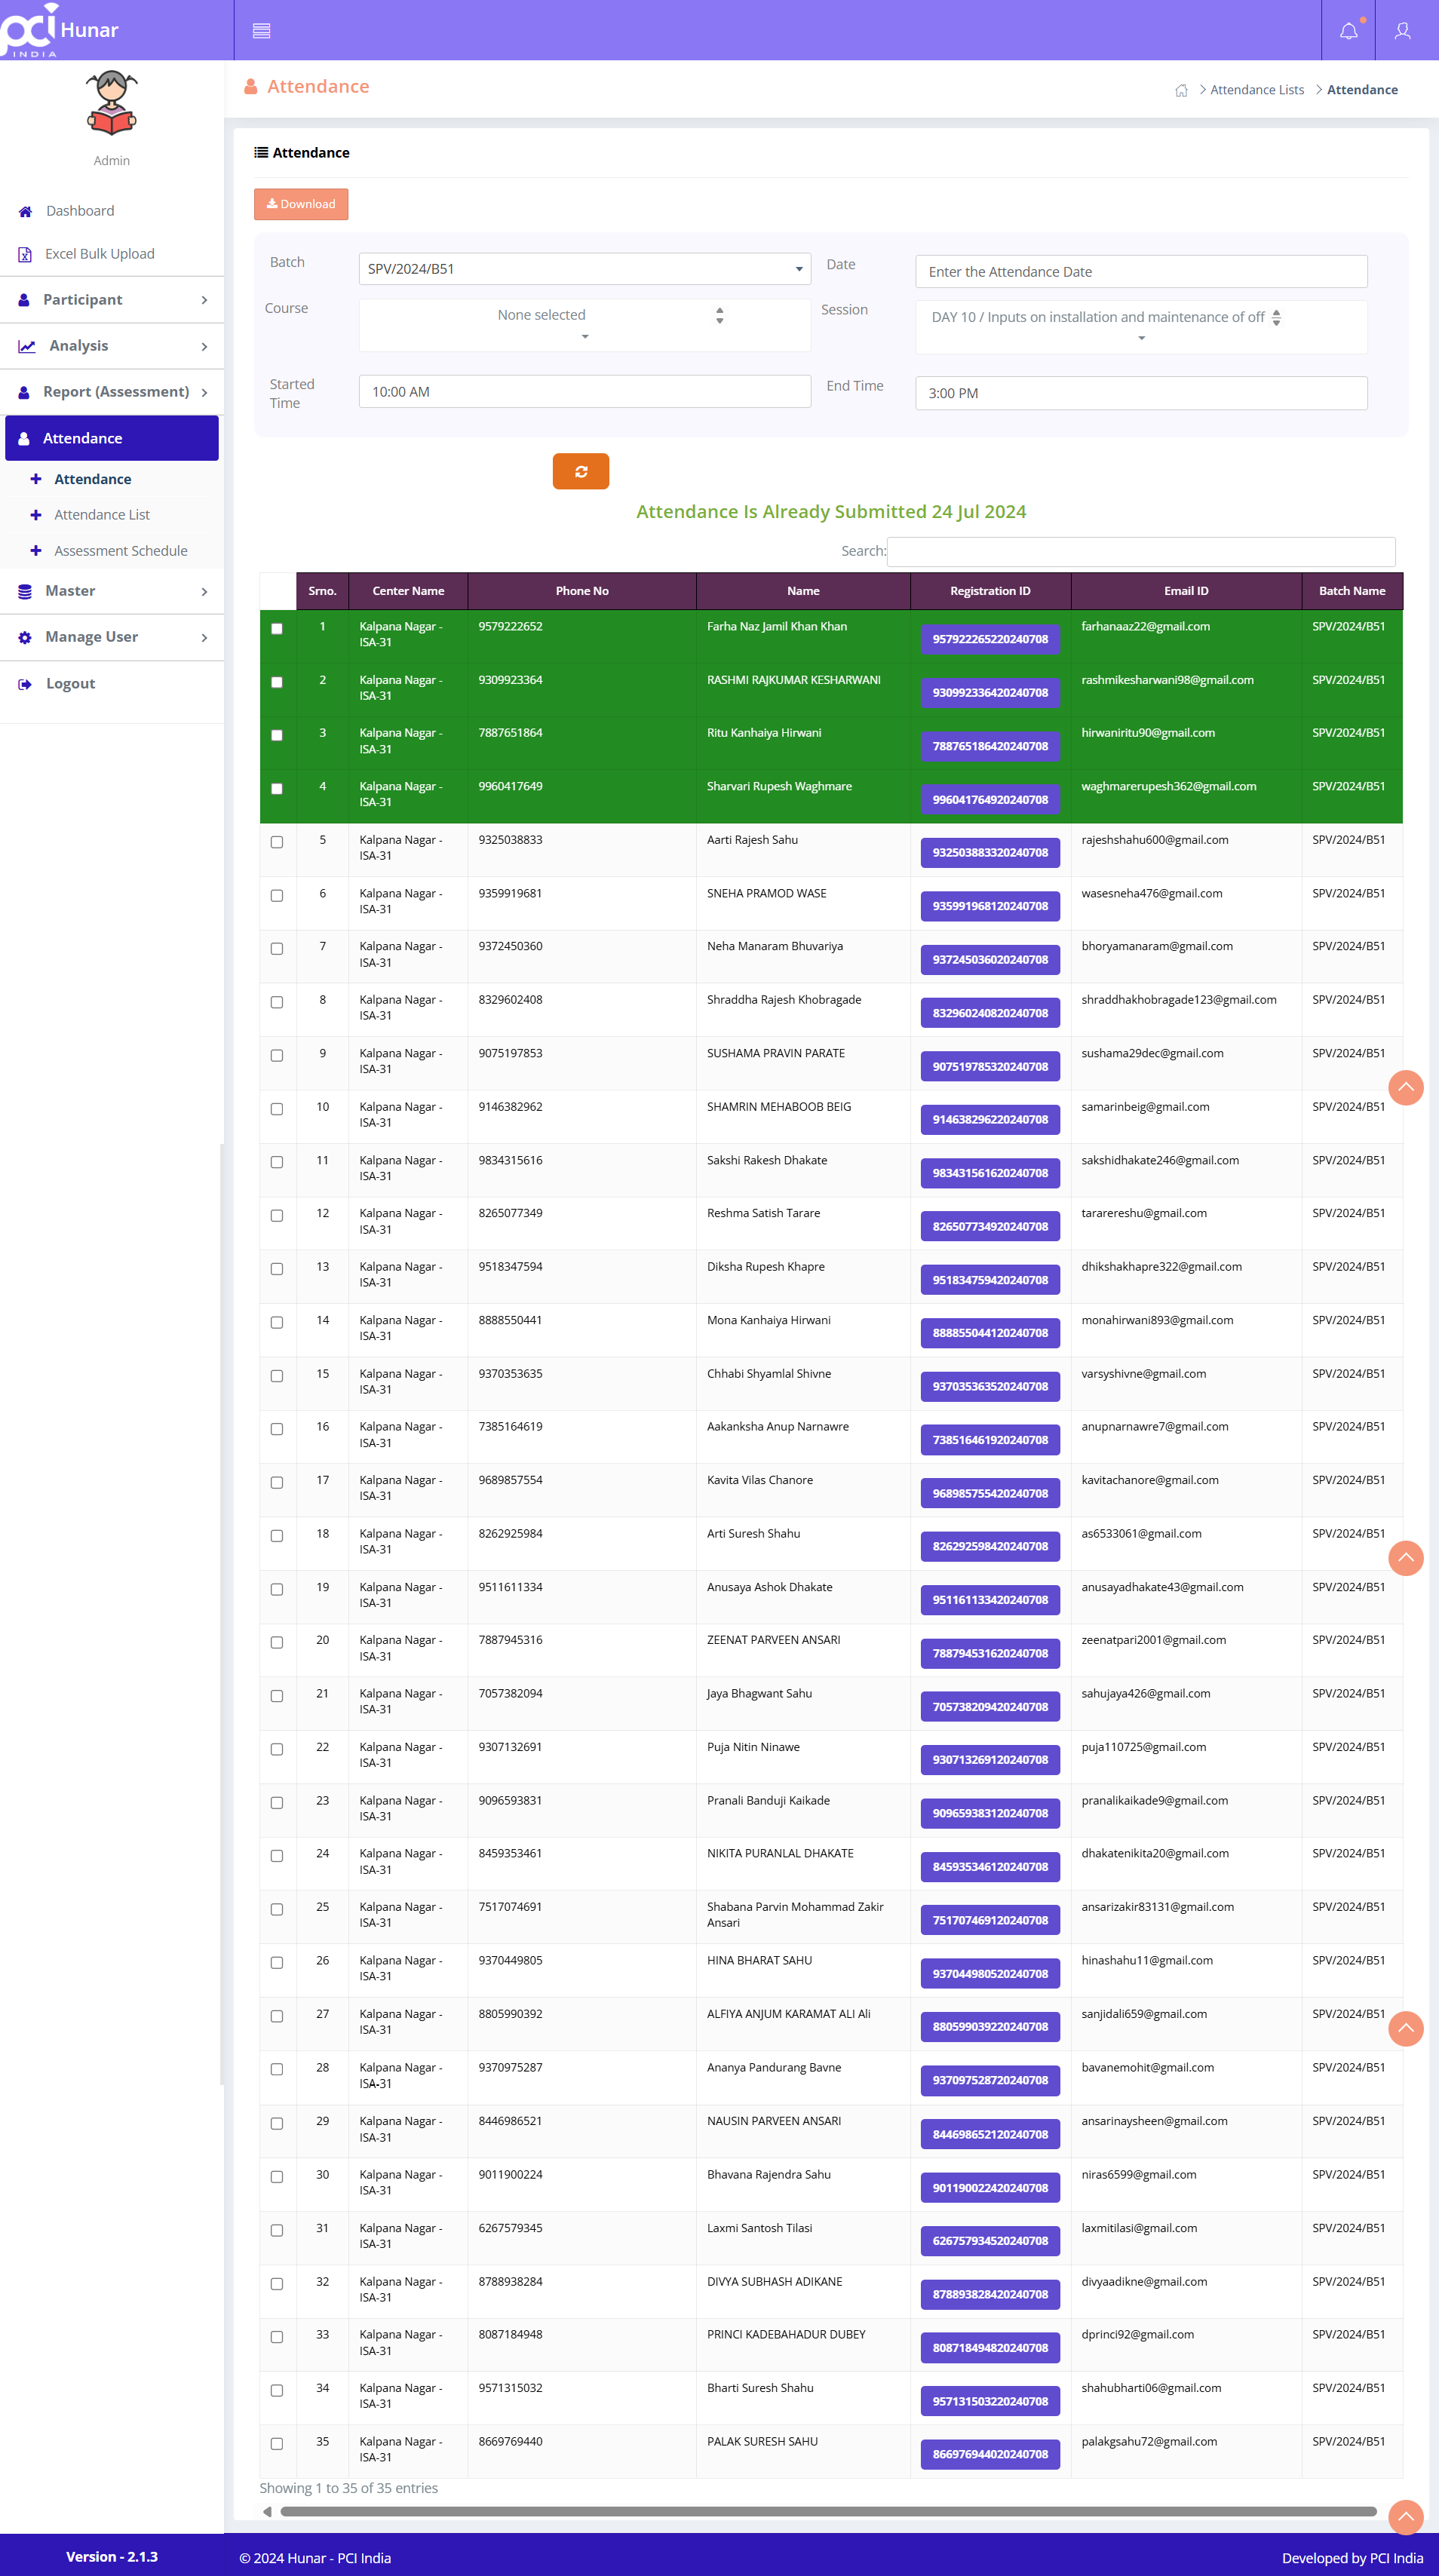 pci Hunar
INDIA
Attendance
Attendance Lists
Attendance
Admin
Dashboard
Excel Bulk Upload
Participant
Analysis
Report (Assessment)
Attendance
Attendance
Attendance List
Assessment Schedule
Master
Manage User
Logout
Attendance
Download
Batch SPV/2024/B51 Date Enter the Attendance Date
Course None selected Session DAY 10 / Inputs on installation and maintenance of off
Started Time 10:00 AM End Time 3:00 PM
Attendance Is Already Submitted 24 Jul 2024
Search:
Srno. Center Name Phone No Name Registration ID Email ID Batch Name
1 Kalpana Nagar - ISA-31 9579222652 Farha Naz Jamil Khan Khan 957922265220240708 farhanaaz22@gmail.com SPV/2024/B51
2 Kalpana Nagar - ISA-31 9309923364 RASHMI RAJKUMAR KESHARWANI 930992336420240708 rashmikesharwani98@gmail.com SPV/2024/B51
3 Kalpana Nagar - ISA-31 7887651864 Ritu Kanhaiya Hirwani 788765186420240708 hirwaniritu90@gmail.com SPV/2024/B51
4 Kalpana Nagar - ISA-31 9960417649 Sharvari Rupesh Waghmare 996041764920240708 waghmarerupesh362@gmail.com SPV/2024/B51
5 Kalpana Nagar - ISA-31 9325038833 Aarti Rajesh Sahu 932503883320240708 rajeshshahu600@gmail.com SPV/2024/B51
6 Kalpana Nagar - ISA-31 9359919681 SNEHA PRAMOD WASE 935991968120240708 wasesneha476@gmail.com SPV/2024/B51
7 Kalpana Nagar - ISA-31 9372450360 Neha Manaram Bhuvariya 937245036020240708 bhoryamanaram@gmail.com SPV/2024/B51
8 Kalpana Nagar - ISA-31 8329602408 Shraddha Rajesh Khobragade 832960240820240708 shraddhakhobragade123@gmail.com SPV/2024/B51
9 Kalpana Nagar - ISA-31 9075197853 SUSHAMA PRAVIN PARATE 907519785320240708 sushama29dec@gmail.com SPV/2024/B51
10 Kalpana Nagar - ISA-31 9146382962 SHAMRIN MEHABOOB BEIG 914638296220240708 samarinbeig@gmail.com SPV/2024/B51
11 Kalpana Nagar - ISA-31 9834315616 Sakshi Rakesh Dhakate 983431561620240708 sakshidhakate246@gmail.com SPV/2024/B51
12 Kalpana Nagar - ISA-31 8265077349 Reshma Satish Tarare 826507734920240708 tararereshu@gmail.com SPV/2024/B51
13 Kalpana Nagar - ISA-31 9518347594 Diksha Rupesh Khapre 951834759420240708 dhikshakhapre322@gmail.com SPV/2024/B51
14 Kalpana Nagar - ISA-31 8888550441 Mona Kanhaiya Hirwani 888855044120240708 monahirwani893@gmail.com SPV/2024/B51
15 Kalpana Nagar - ISA-31 9370353635 Chhabi Shyamlal Shivne 937035363520240708 varsyshivne@gmail.com SPV/2024/B51
16 Kalpana Nagar - ISA-31 7385164619 Aakanksha Anup Narnawre 738516461920240708 anupnarnawre7@gmail.com SPV/2024/B51
17 Kalpana Nagar - ISA-31 9689857554 Kavita Vilas Chanore 968985755420240708 kavitachanore@gmail.com SPV/2024/B51
18 Kalpana Nagar - ISA-31 8262925984 Arti Suresh Shahu 826292598420240708 as6533061@gmail.com SPV/2024/B51
19 Kalpana Nagar - ISA-31 9511611334 Anusaya Ashok Dhakate 951161133420240708 anusayadhakate43@gmail.com SPV/2024/B51
20 Kalpana Nagar - ISA-31 7887945316 ZEENAT PARVEEN ANSARI 788794531620240708 zeenatpari2001@gmail.com SPV/2024/B51
21 Kalpana Nagar - ISA-31 7057382094 Jaya Bhagwant Sahu 705738209420240708 sahujaya426@gmail.com SPV/2024/B51
22 Kalpana Nagar - ISA-31 9307132691 Puja Nitin Ninawe 930713269120240708 puja110725@gmail.com SPV/2024/B51
23 Kalpana Nagar - ISA-31 9096593831 Pranali Banduji Kaikade 909659383120240708 pranalikaikade9@gmail.com SPV/2024/B51
24 Kalpana Nagar - ISA-31 8459353461 NIKITA PURANLAL DHAKATE 845935346120240708 dhakatenikita20@gmail.com SPV/2024/B51
25 Kalpana Nagar - ISA-31 7517074691 Shabana Parvin Mohammad Zakir Ansari 751707469120240708 ansarizakir83131@gmail.com SPV/2024/B51
26 Kalpana Nagar - ISA-31 9370449805 HINA BHARAT SAHU 937044980520240708 hinashahu11@gmail.com SPV/2024/B51
27 Kalpana Nagar - ISA-31 8805990392 ALFIYA ANJUM KARAMAT ALI Ali 880599039220240708 sanjidali659@gmail.com SPV/2024/B51
28 Kalpana Nagar - ISA-31 9370975287 Ananya Pandurang Bavne 937097528720240708 bavanemohit@gmail.com SPV/2024/B51
29 Kalpana Nagar - ISA-31 8446986521 NAUSIN PARVEEN ANSARI 844698652120240708 ansarinaysheen@gmail.com SPV/2024/B51
30 Kalpana Nagar - ISA-31 9011900224 Bhavana Rajendra Sahu 901190022420240708 niras6599@gmail.com SPV/2024/B51
31 Kalpana Nagar - ISA-31 6267579345 Laxmi Santosh Tilasi 626757934520240708 laxmitilasi@gmail.com SPV/2024/B51
32 Kalpana Nagar - ISA-31 8788938284 DIVYA SUBHASH ADIKANE 878893828420240708 divyaadikne@gmail.com SPV/2024/B51
33 Kalpana Nagar - ISA-31 8087184948 PRINCI KADEBAHADUR DUBEY 808718494820240708 dprinci92@gmail.com SPV/2024/B51
34 Kalpana Nagar - ISA-31 9571315032 Bharti Suresh Shahu 957131503220240708 shahubharti06@gmail.com SPV/2024/B51
35 Kalpana Nagar - ISA-31 8669769440 PALAK SURESH SAHU 866976944020240708 palakgsahu72@gmail.com SPV/2024/B51
Showing 1 to 35 of 35 entries
Version - 2.1.3
© 2024 Hunar - PCI India
Developed by PCI India